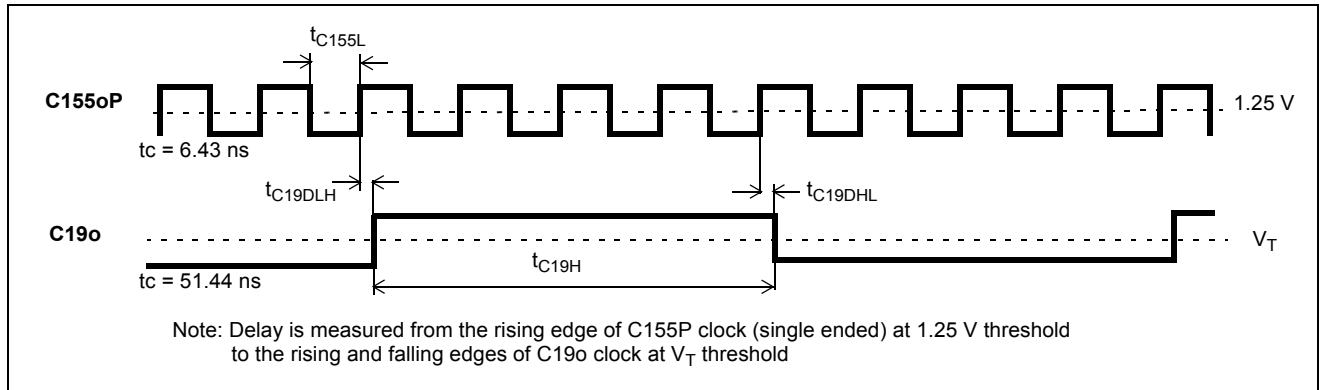 tC155L
C155oP
1.25 V
tc = 6.43 ns
tC19DLH
tC19DHL
C19o
VT
tC19H
tc = 51.44 ns
Note: Delay is measured from the rising edge of C155P clock (single ended) at 1.25 V threshold
to the rising and falling edges of C19o clock at VT threshold